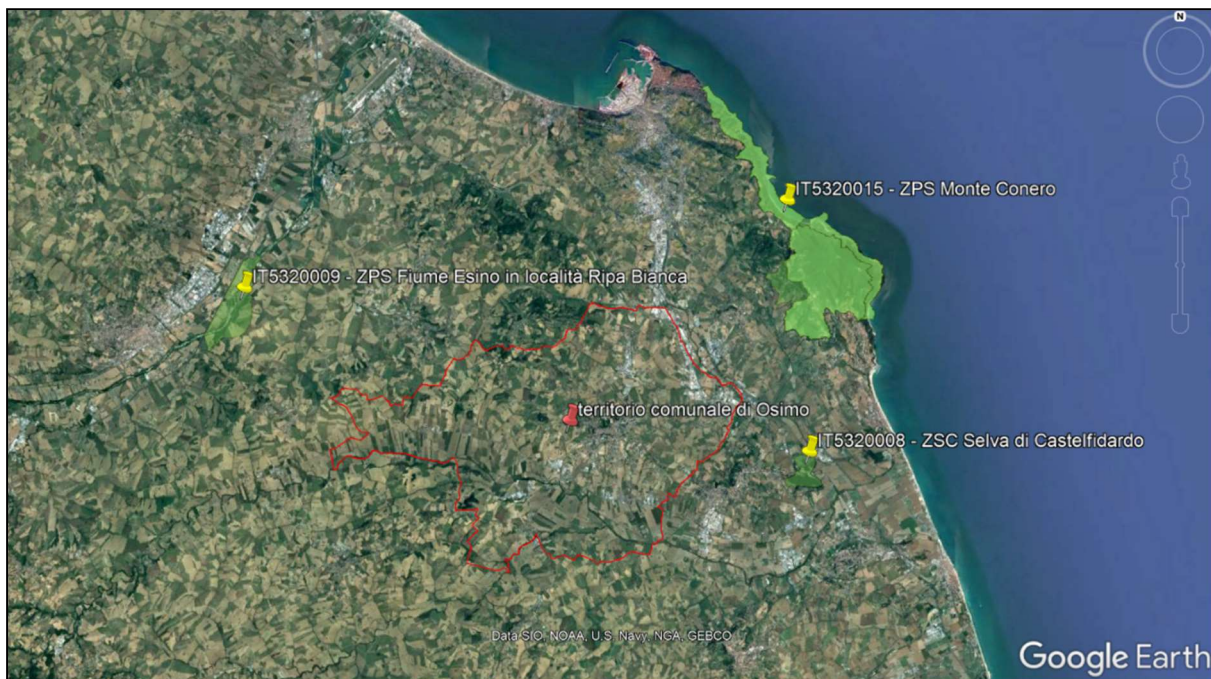 N
IT5320015 - ZPS Monte Conero
IT5320009 - ZPS Fiume Esino in località Ripa Bianca
territorio comunale di Osimo
IT5320008 - ZSC Selva di Castelfidardo
Data SIO, NOAA, U.S. Navy, NGA, GEBCO
Google Earth